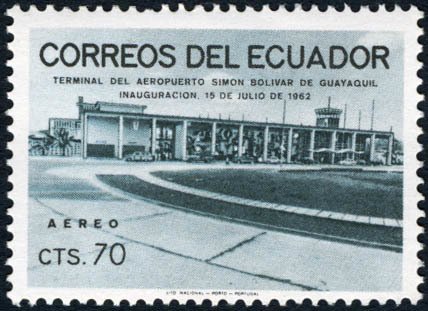 CORREOS DEL ECUADOR
TERMINAL DEL AEROPUERTO SIMON BOLIVAR DE GUAYAQUIL
INAUGURACION, 15 DE JULIO DE 1962
AEREO
CTS. 70
LITO NACIONAL - PORTO - PORTUGAL